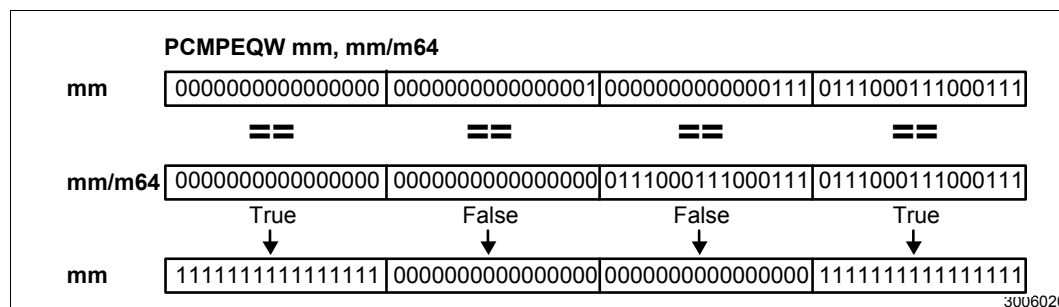 PCMPEQW mm, mm/m64
mm 0000000000000000 0000000000000001 0000000000000111 0111000111000111
== == == ==
mm/m64 0000000000000000 0000000000000000 0111000111000111 0111000111000111
True False False True
mm 1111111111111111 0000000000000000 0000000000000000 1111111111111111